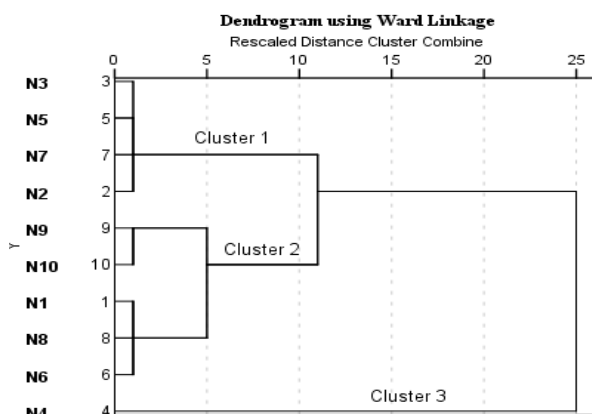 Dendrogram using Ward Linkage
Rescaled Distance Cluster Combine
0 5 10 15 20 25
N3 3
N5 5
Cluster 1
N7 7
N2 2
N9 9
Y
Cluster 2
N10 10
N1 1
N8 8
N6 6
Cluster 3
N4 4